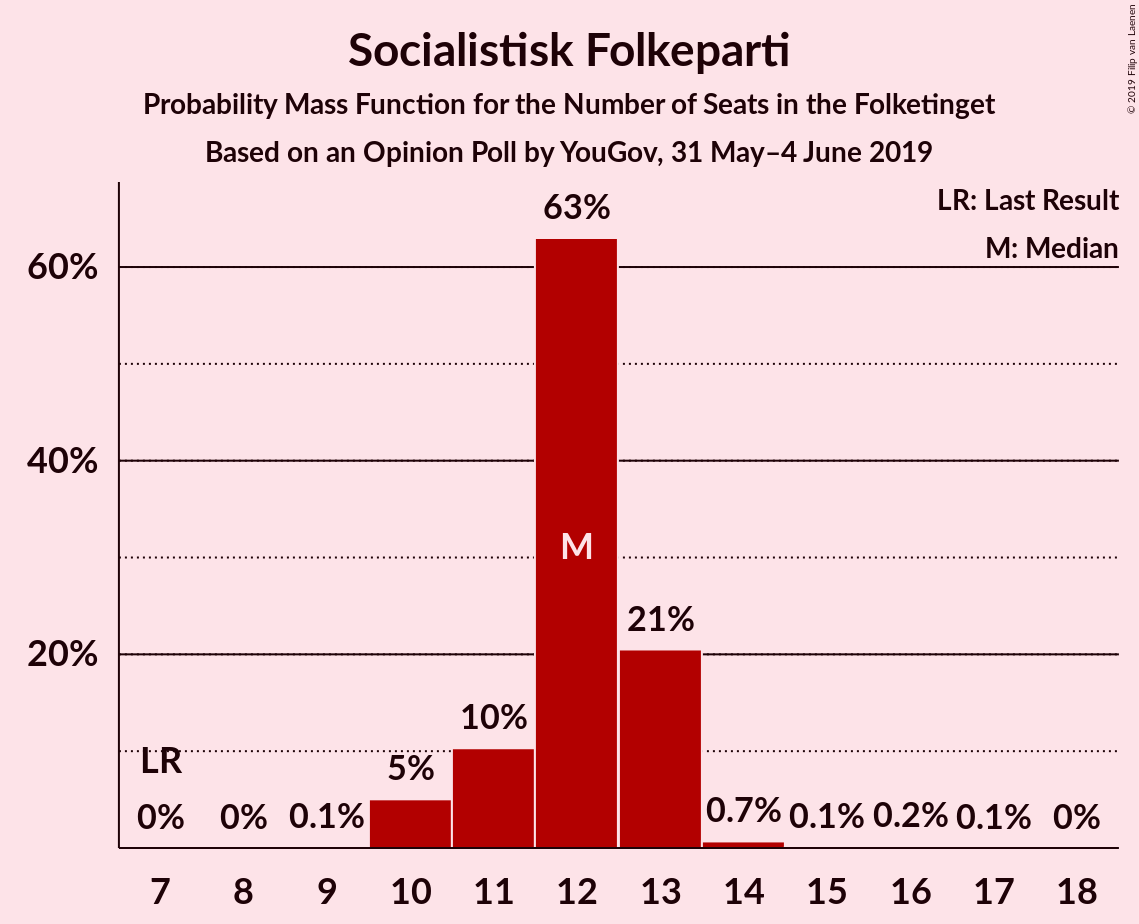 Socialistisk Folkeparti
Probability Mass Function for the Number of Seats in the Folketinget
Based on an Opinion Poll by YouGov, 31 May–4 June 2019
© 2019 Filip van Laenen
LR: Last Result
M: Median
60%
40%
20%
63%
M
21%
10%
5%
LR
0%
0%
0.1%
0.7%
0.1%
0.2%
0.1%
0%
7 8 9 10 11 12 13 14 15 16 17 18